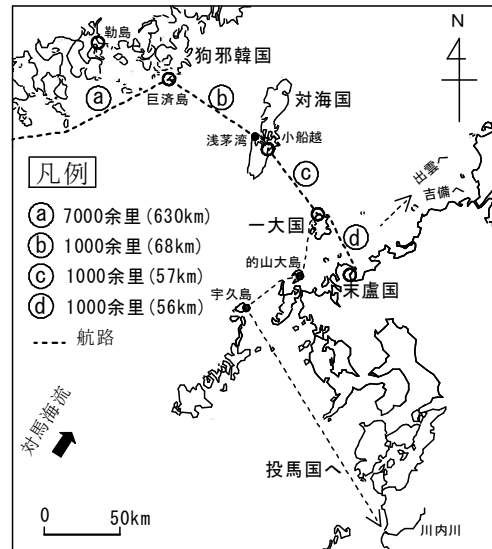 勒島
狗邪韓国
N
ⓐ
巨済島
ⓑ
対海国
浅茅湾
小船越
ⓒ
出雲へ
吉備へ
凡例
ⓐ 7000余里(630km)
ⓑ 1000余里(68km)
ⓒ 1000余里(57km)
ⓓ 1000余里(56km)
航路
一大国
ⓓ
的山大島
末盧国
宇久島
対馬海流
投馬国へ
0 50km
川内川